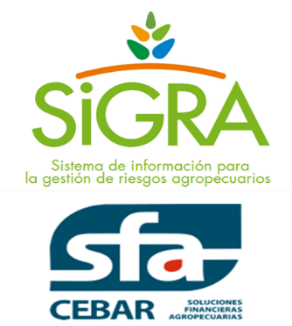 SiGRA
Sistema de información para
la gestión de riesgos agropecuarios
sfa
CEBAR
SOLUCIONES
FINANCIERAS
AGROPECUARIAS